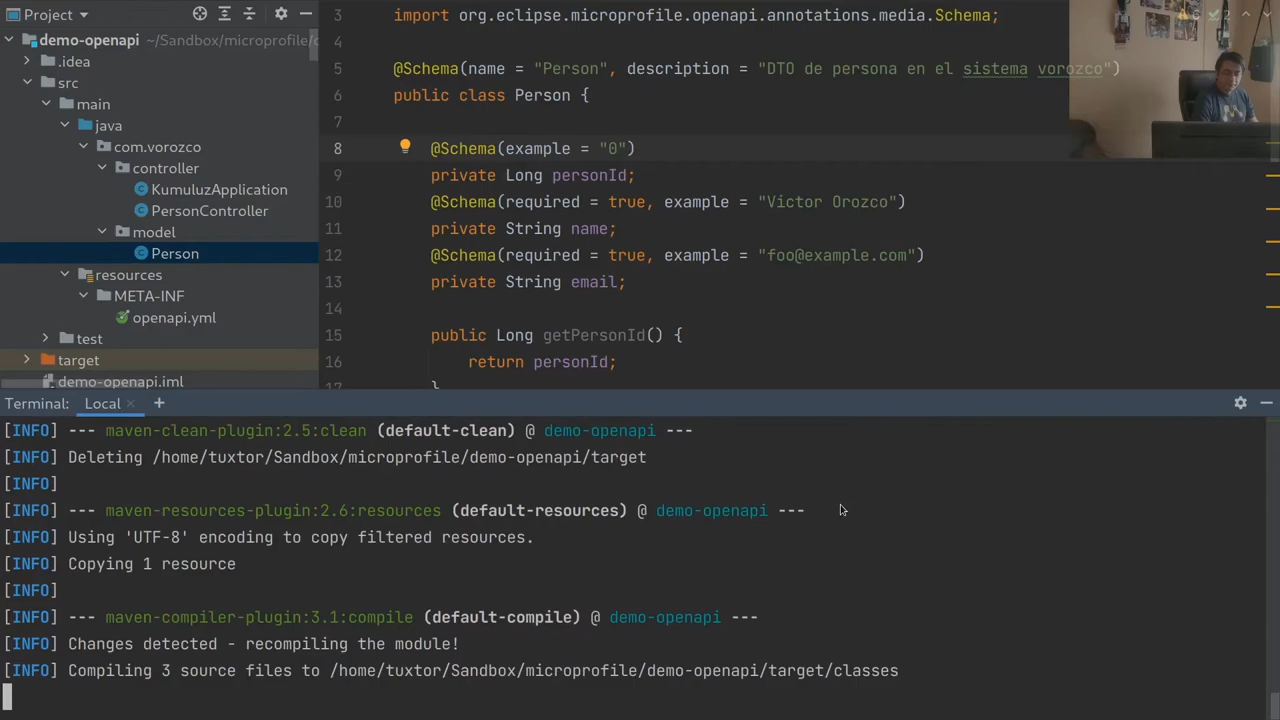 Project
demo-openapi ~/Sandbox/microprofile/
.idea
src
main
java
com.vorozco
controller
KumuluzApplication
PersonController
model
Person
resources
META-INF
openapi.yml
test
target
demo-openapi.iml
3 import org.eclipse.microprofile.openapi.annotations.media.Schema;
4
5 @Schema(name = "Person", description = "DTO de persona en el sistema vorozco")
6 public class Person {
7
8 @Schema(example = "0")
9 private Long personId;
10 @Schema(required = true, example = "Victor Orozco")
11 private String name;
12 @Schema(required = true, example = "foo@example.com")
13 private String email;
14
15 public Long getPersonId() {
16 return personId;
17 }
Terminal: Local × +
[INFO] --- maven-clean-plugin:2.5:clean (default-clean) @ demo-openapi ---
[INFO] Deleting /home/tuxtor/Sandbox/microprofile/demo-openapi/target
[INFO]
[INFO] --- maven-resources-plugin:2.6:resources (default-resources) @ demo-openapi ---
[INFO] Using 'UTF-8' encoding to copy filtered resources.
[INFO] Copying 1 resource
[INFO]
[INFO] --- maven-compiler-plugin:3.1:compile (default-compile) @ demo-openapi ---
[INFO] Changes detected - recompiling the module!
[INFO] Compiling 3 source files to /home/tuxtor/Sandbox/microprofile/demo-openapi/target/classes